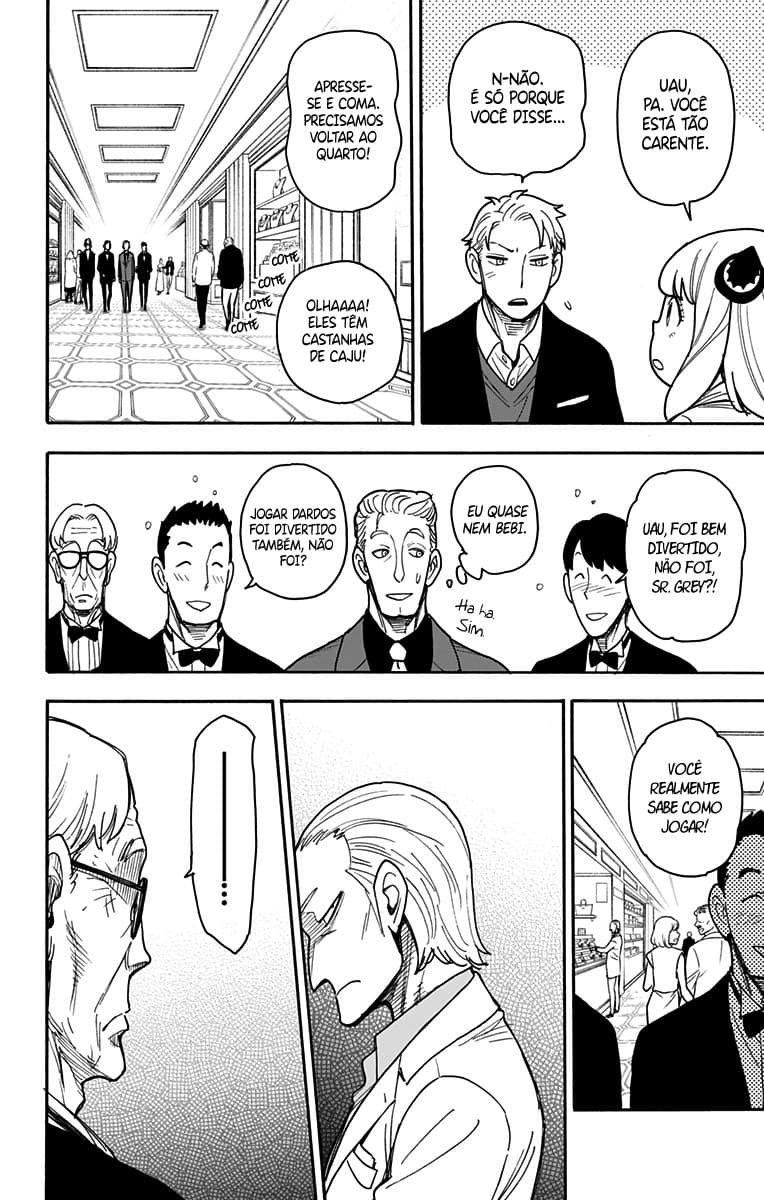 UAU,
PA. VOCÊ
ESTÁ TÃO
CARENTE.
N-NÃO.
É SÓ PORQUE
VOCÊ DISSE...
APRESSE-
SE E COMA.
PRECISAMOS
VOLTAR AO
QUARTO!
COTTE
COTTE
COTTE
COTTE
OLHAAAA!
ELES TÊM
CASTANHAS
DE CAJU!
UAU, FOI BEM
DIVERTIDO,
NÃO FOI,
SR. GREY?!
EU QUASE
NEM BEBI.
Ha ha.
Sim.
JOGAR DARDOS
FOI DIVERTIDO
TAMBÉM, NÃO
FOI?
VOCÊ
REALMENTE
SABE COMO
JOGAR!